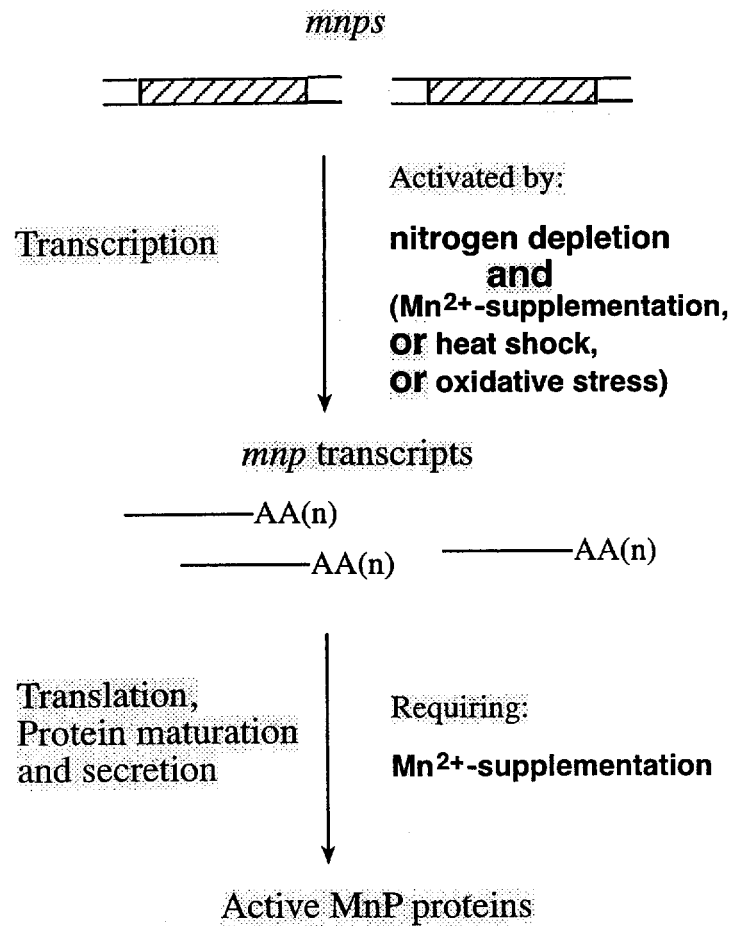 mnps
Transcription
Activated by:
nitrogen depletion
and
(Mn2+-supplementation,
or heat shock,
or oxidative stress)
mnp transcripts
AA(n)
AA(n)
AA(n)
Translation,
Protein maturation
and secretion
Requiring:
Mn2+-supplementation
Active MnP proteins